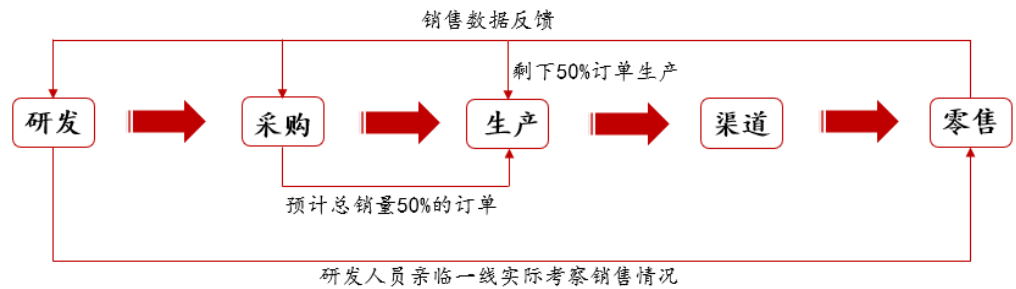 销售数据反馈
剩下50%订单生产
研发
采购
生产
渠道
零售
预计总销量50%的订单
研发人员亲临一线实际考察销售情况